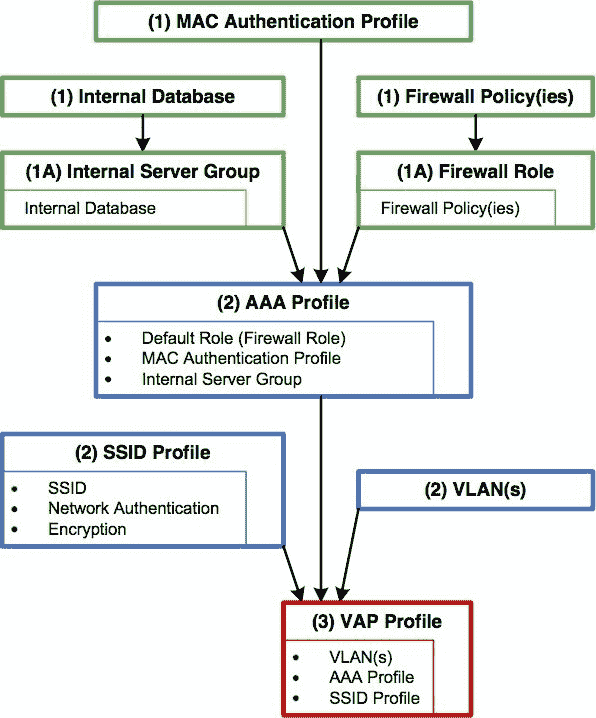 (1) MAC Authentication Profile
(1) Internal Database
(1) Firewall Policy(ies)
(1A) Internal Server Group
Internal Database
(1A) Firewall Role
Firewall Policy(ies)
(2) AAA Profile
• Default Role (Firewall Role)
• MAC Authentication Profile
• Internal Server Group
(2) SSID Profile
• SSID
• Network Authentication
• Encryption
(2) VLAN(s)
(3) VAP Profile
• VLAN(s)
• AAA Profile
• SSID Profile